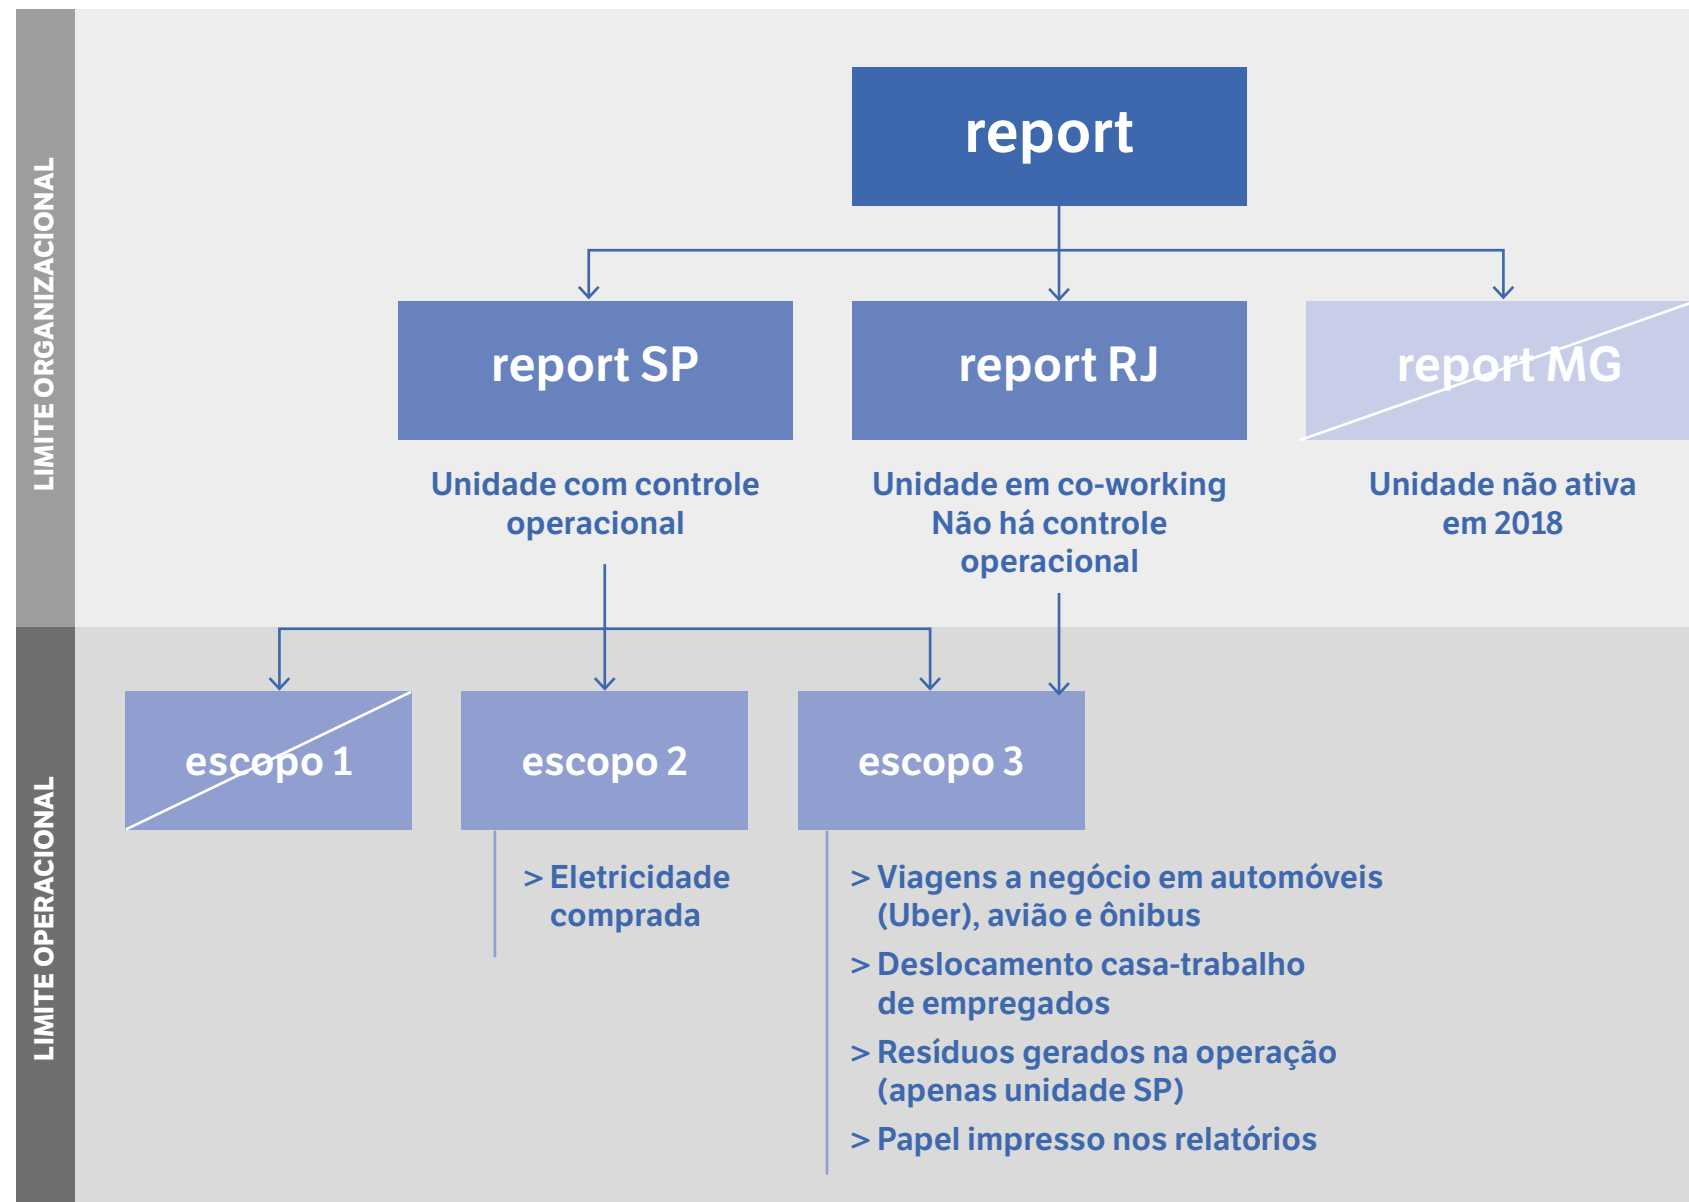 LIMITE ORGANIZACIONAL
report
report SP
report RJ
report MG
Unidade com controle
operacional
Unidade em co-working
Não há controle
operacional
Unidade não ativa
em 2018
LIMITE OPERACIONAL
escopo 1
escopo 2
escopo 3
> Eletricidade
comprada
> Viagens a negócio em automóveis
(Uber), avião e ônibus
> Deslocamento casa-trabalho
de empregados
> Resíduos gerados na operação
(apenas unidade SP)
> Papel impresso nos relatórios